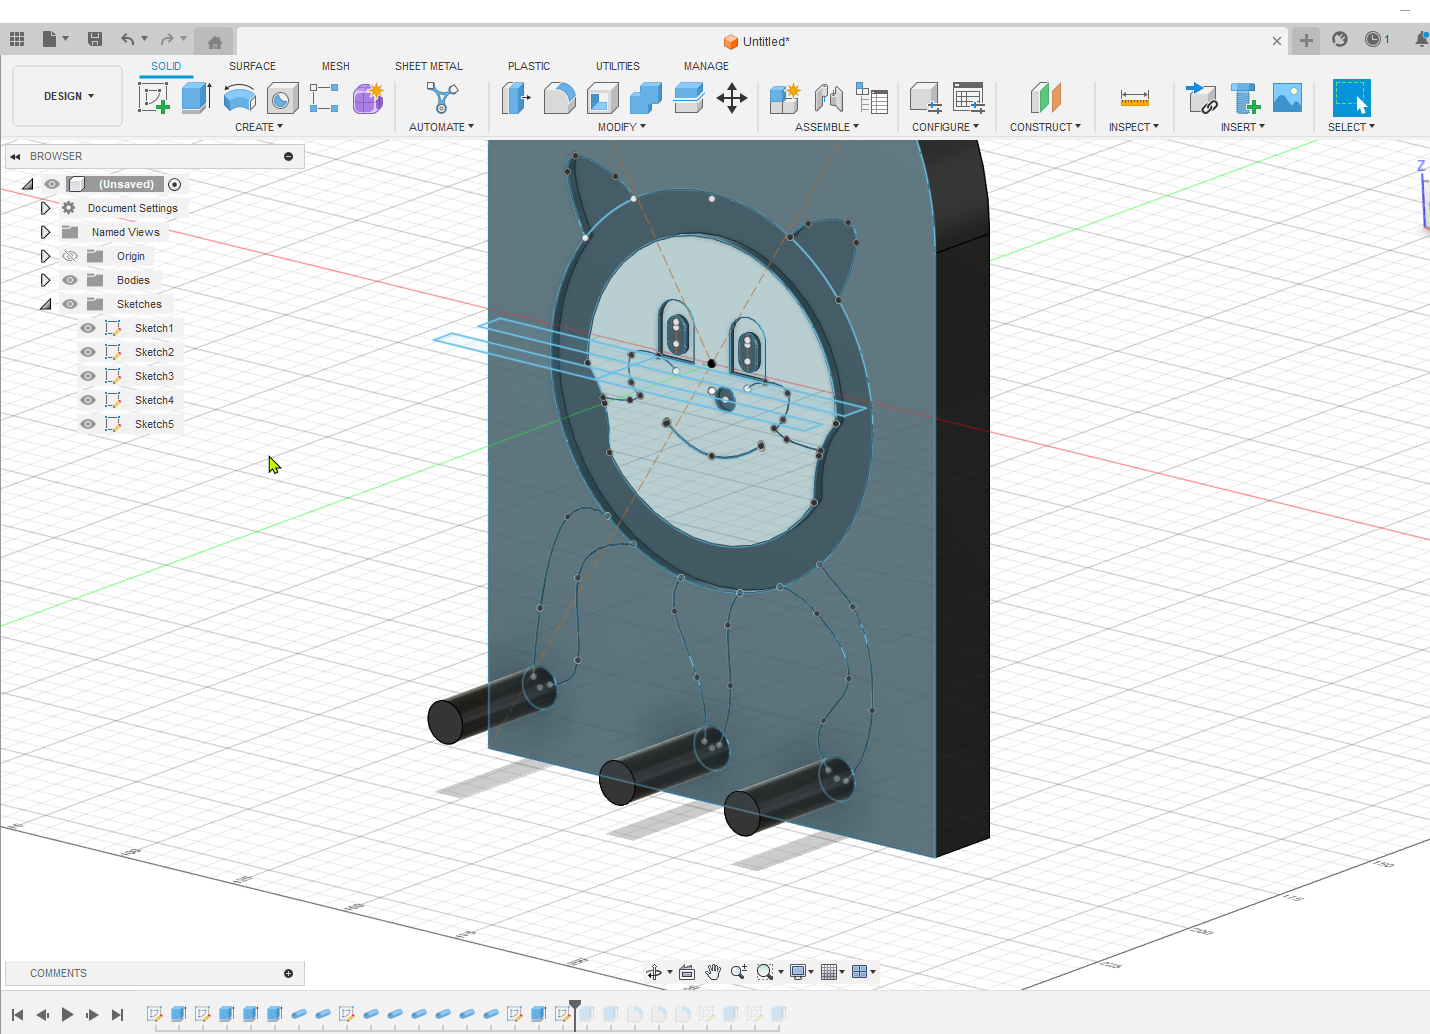 Untitled*
1
SOLID SURFACE MESH SHEET METAL PLASTIC UTILITIES MANAGE
DESIGN
CREATE AUTOMATE MODIFY ASSEMBLE CONFIGURE CONSTRUCT INSPECT INSERT SELECT
BROWSER
(Unsaved)
Document Settings
Named Views
Origin
Bodies
Sketches
Sketch1
Sketch2
Sketch3
Sketch4
Sketch5
Z
COMMENTS